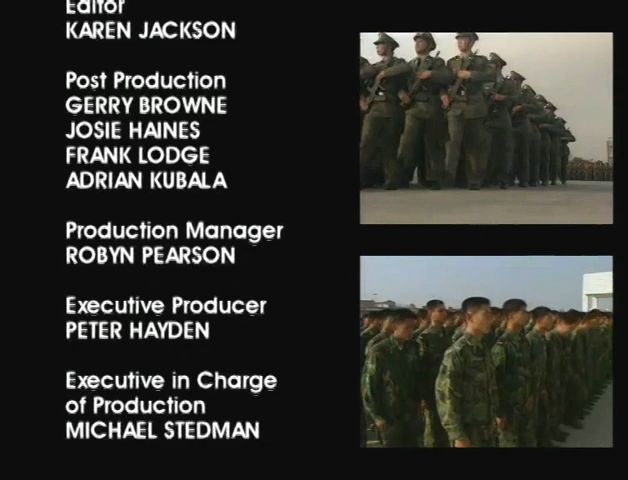 Editor
KAREN JACKSON
Post Production
GERRY BROWNE
JOSIE HAINES
FRANK LODGE
ADRIAN KUBALA
Production Manager
ROBYN PEARSON
Executive Producer
PETER HAYDEN
Executive in Charge
of Production
MICHAEL STEDMAN